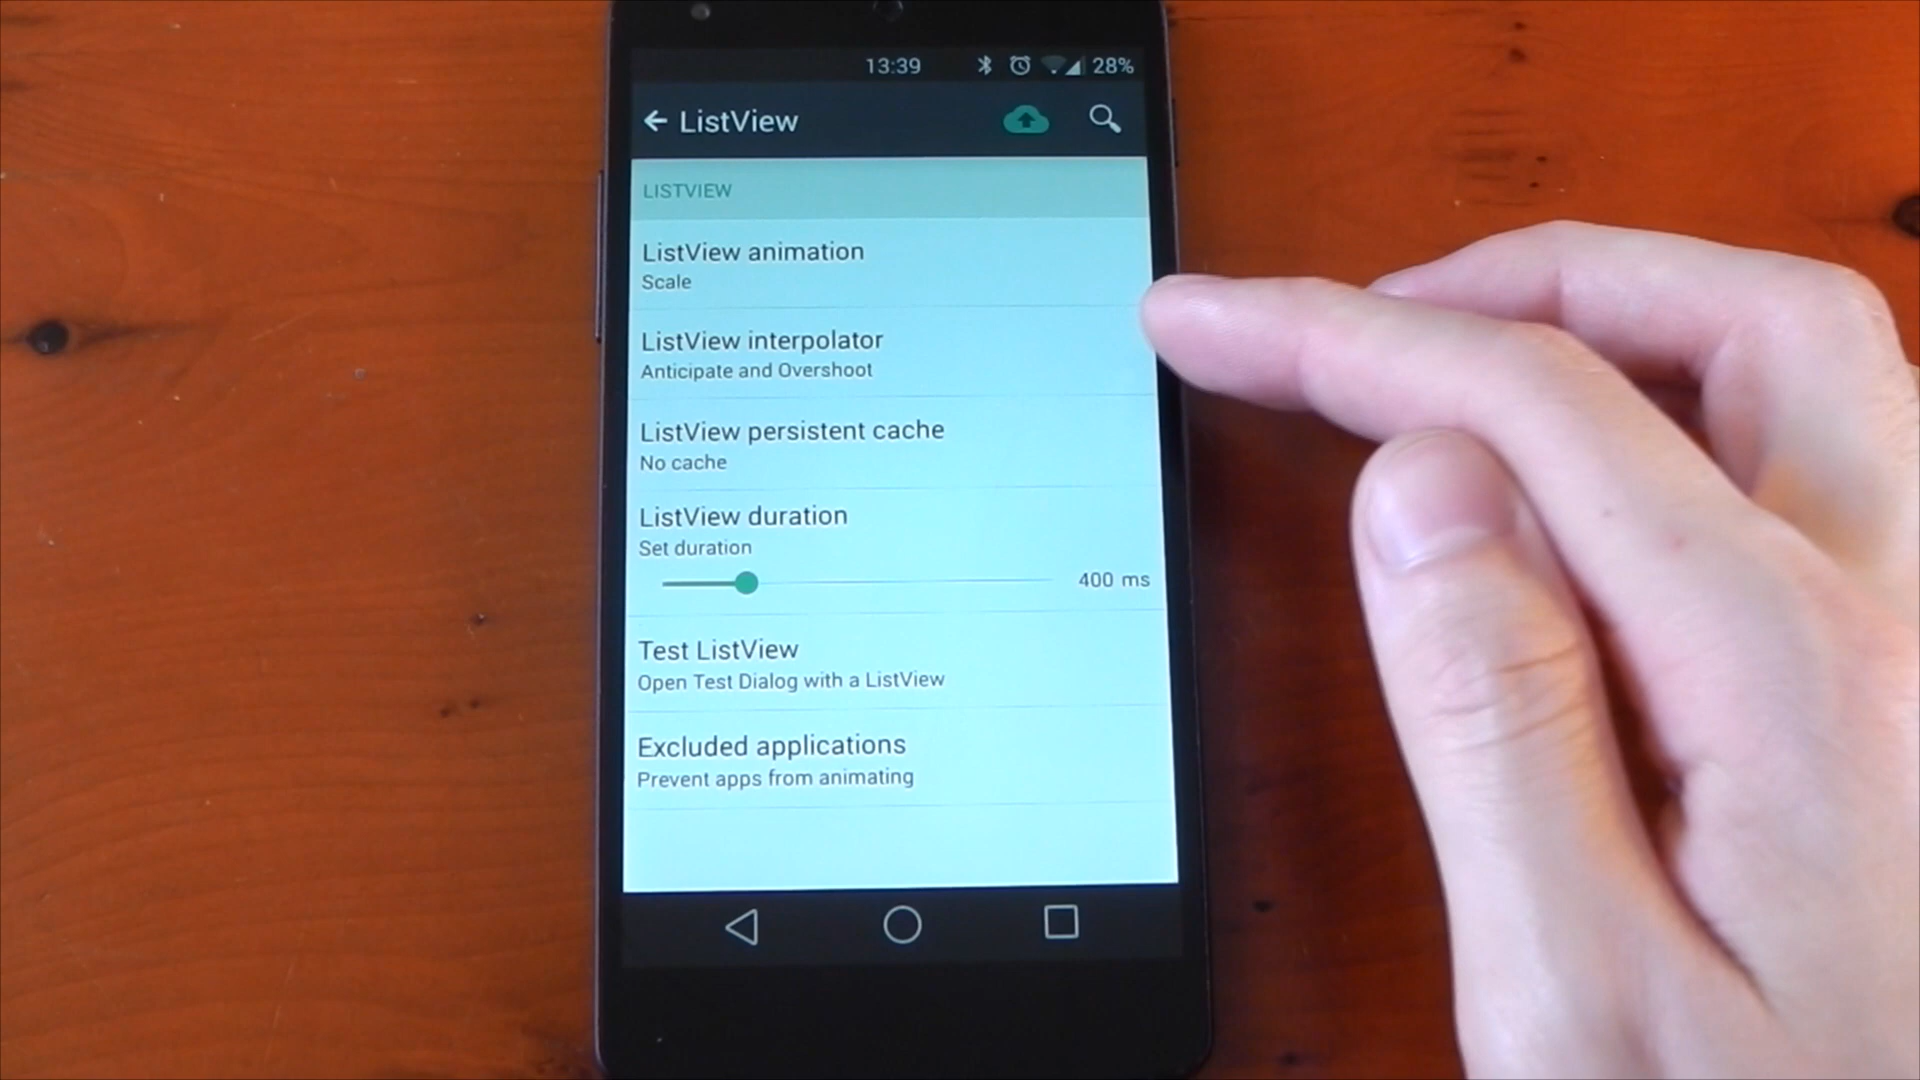 13:39 28%
ListView
LISTVIEW
ListView animation
Scale
ListView interpolator
Anticipate and Overshoot
ListView persistent cache
No cache
ListView duration
Set duration
400 ms
Test ListView
Open Test Dialog with a ListView
Excluded applications
Prevent apps from animating